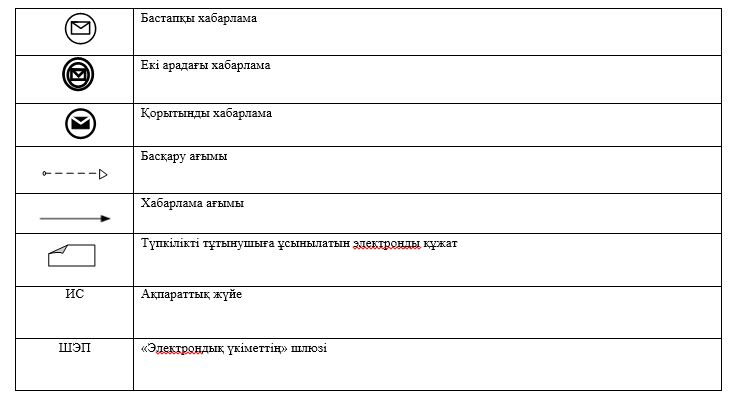 Бастапқы хабарлама
Екі арадағы хабарлама
Қорытынды хабарлама
Басқару ағымы
Хабарлама ағымы
Түпкілікті тұтынушыға ұсынылатын электронды құжат
ИС Ақпараттық жүйе
ШЭП «Электрондық үкіметтің» шлюзі